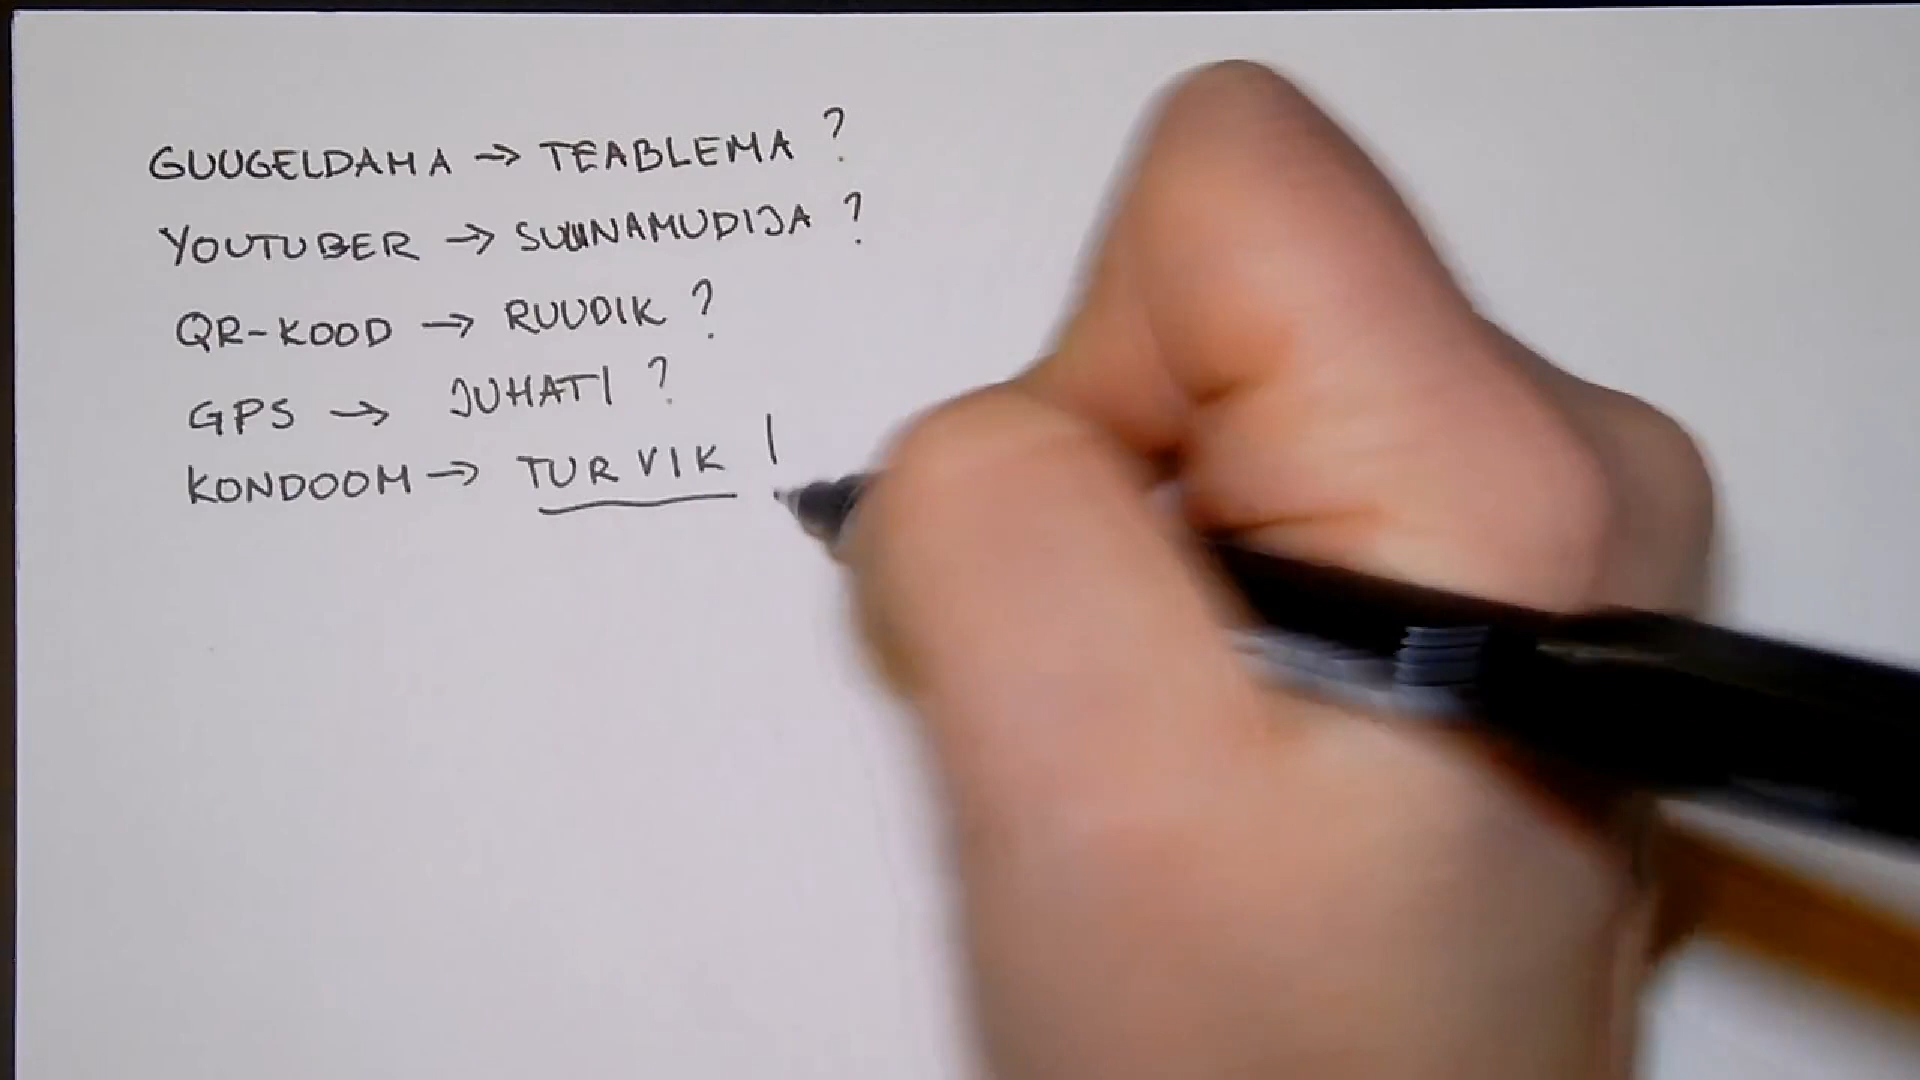 GUUGELDAMA → TEABLEMA ?
YOUTUBER → SUUNAMUDIJA ?
QR-KOOD → RUUDIK ?
GPS → JUHATI ?
KONDOOM → TURVIK !